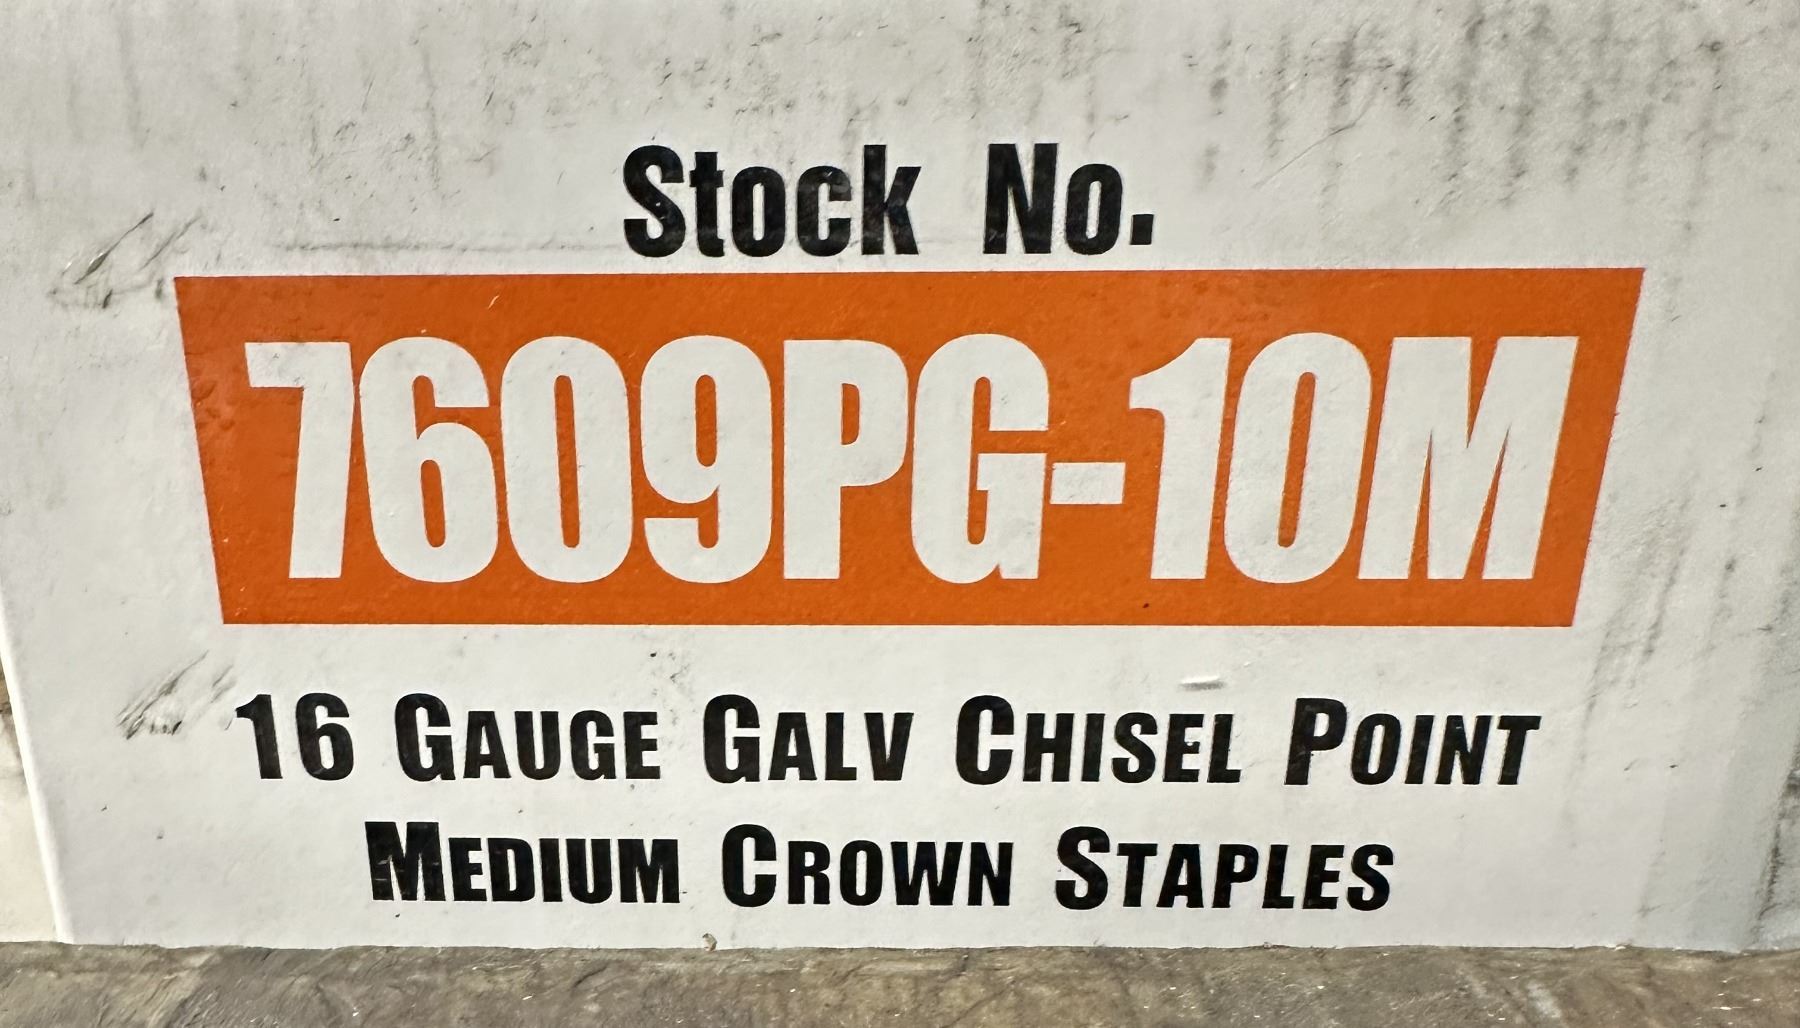 Stock No.
7609PG-10M
16 GAUGE GALV CHISEL POINT
MEDIUM CROWN STAPLES